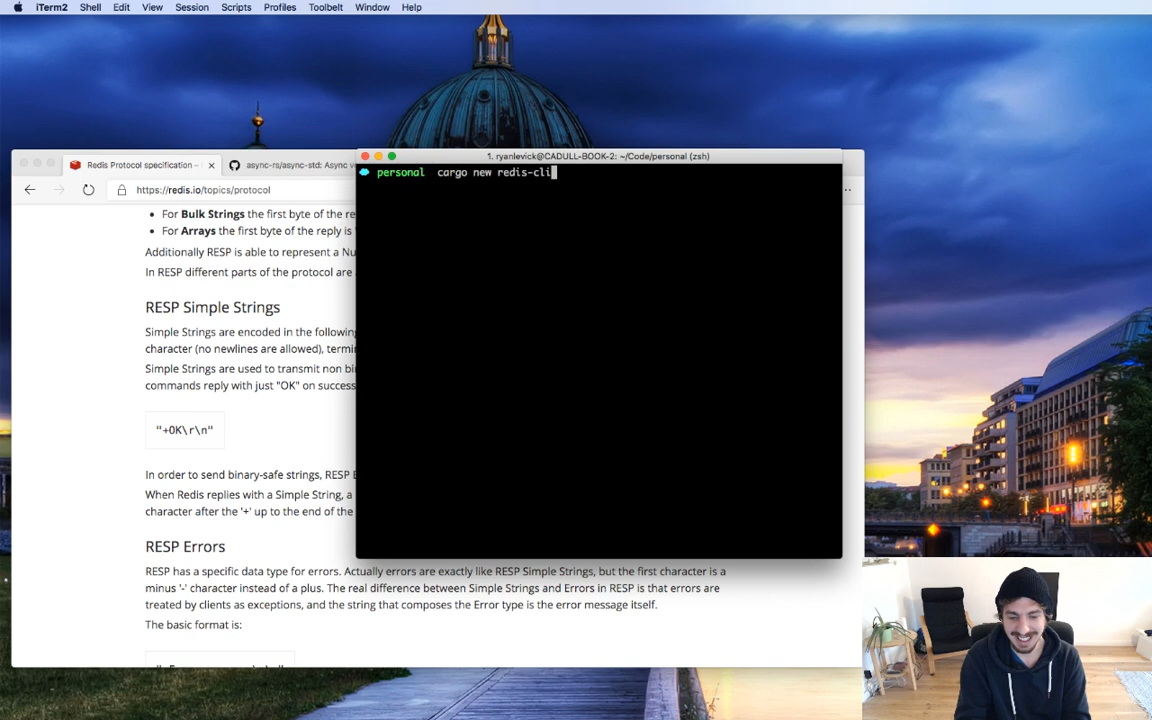 iTerm2 Shell Edit View Session Scripts Profiles Toolbelt Window Help
Redis Protocol specification –
async-rs/async-std: Async v
1. ryanlevick@CADULL-BOOK-2: ~/Code/personal (zsh)
personal cargo new redis-cli
https://redis.io/topics/protocol
• For Bulk Strings the first byte of the re
• For Arrays the first byte of the reply is
Additionally RESP is able to represent a Nu
In RESP different parts of the protocol are
RESP Simple Strings
Simple Strings are encoded in the following
character (no newlines are allowed), termi
Simple Strings are used to transmit non bi
commands reply with just "OK" on success
"+OK\r\n"
In order to send binary-safe strings, RESP
When Redis replies with a Simple String, a
character after the '+' up to the end of the
RESP Errors
RESP has a specific data type for errors. Actually errors are exactly like RESP Simple Strings, but the first character is a
minus '-' character instead of a plus. The real difference between Simple Strings and Errors in RESP is that errors are
treated by clients as exceptions, and the string that composes the Error type is the error message itself.
The basic format is: